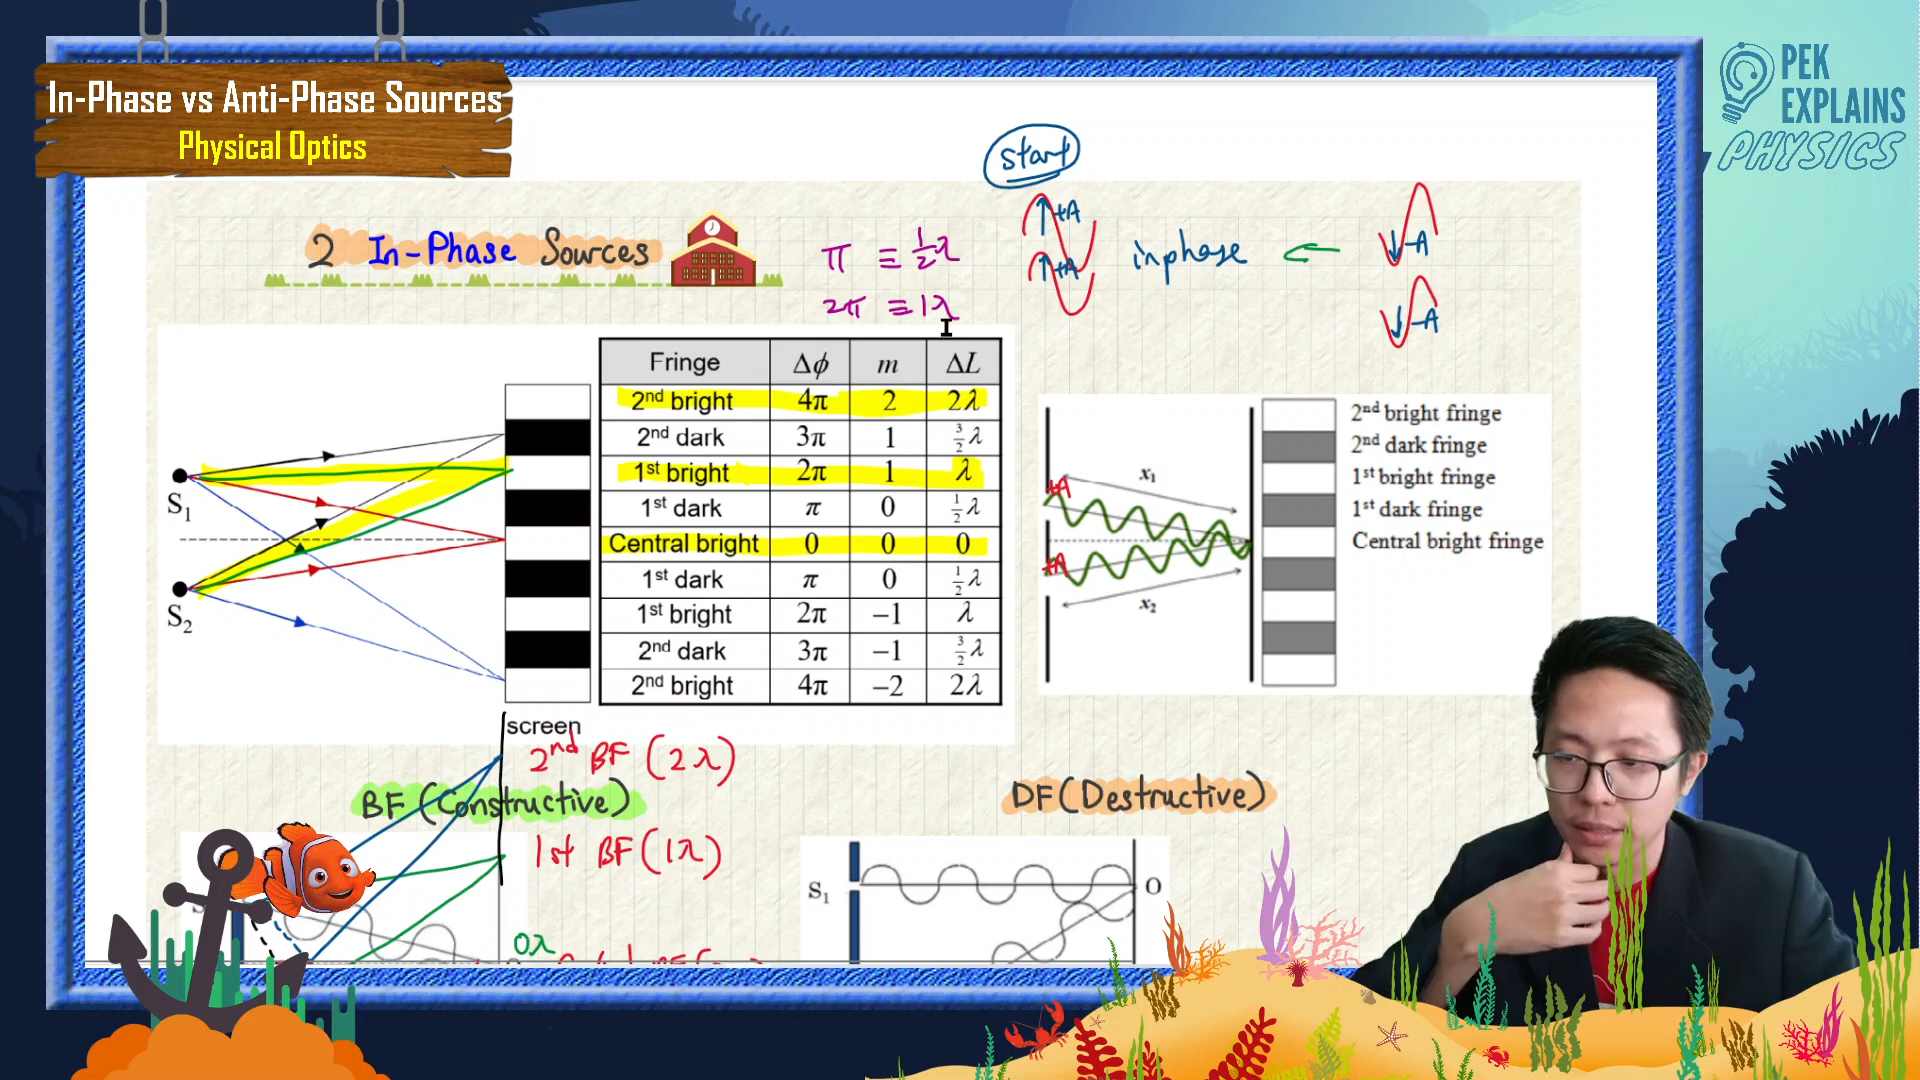 In-Phase vs Anti-Phase Sources
Physical Optics
PEK
EXPLAINS
PHYSICS
start
2 In-Phase Sources
π ≡ ½λ
2π ≡ 1λ
+A
+A
in phase
-A
-A
Fringe Δϕ m ΔL
2nd bright 4π 2 2λ
2nd dark 3π 1 3/2 λ
1st bright 2π 1 λ
1st dark π 0 1/2 λ
Central bright 0 0 0
1st dark π 0 1/2 λ
1st bright 2π −1 λ
2nd dark 3π −1 3/2 λ
2nd bright 4π −2 2λ
S1
S2
screen
+A
+A
x1
x2
2nd bright fringe
2nd dark fringe
1st bright fringe
1st dark fringe
Central bright fringe
2nd BF (2λ)
BF (Constructive)
1st BF (1λ)
0λ
DF (Destructive)
S1
O